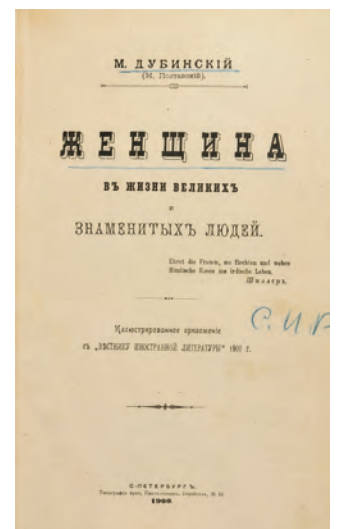 М. ДУБИНСКІЙ
(М. Полтавскій).
ЖЕНЩИНА
ВЪ ЖИЗНИ ВЕЛИКИХЪ
И
ЗНАМЕНИТЫХЪ ЛЮДЕЙ.
Ehret die Frauen, sie flechten und weben
Himmlische Rosen ins irdische Leben.
Шиллеръ.
Иллюстрированное приложеніе
къ „ВѢСТНИКУ ИНОСТРАННОЙ ЛИТЕРАТУРЫ“ 1900 г.
С.-ПЕТЕРБУРГЪ.
Типографія
1900.